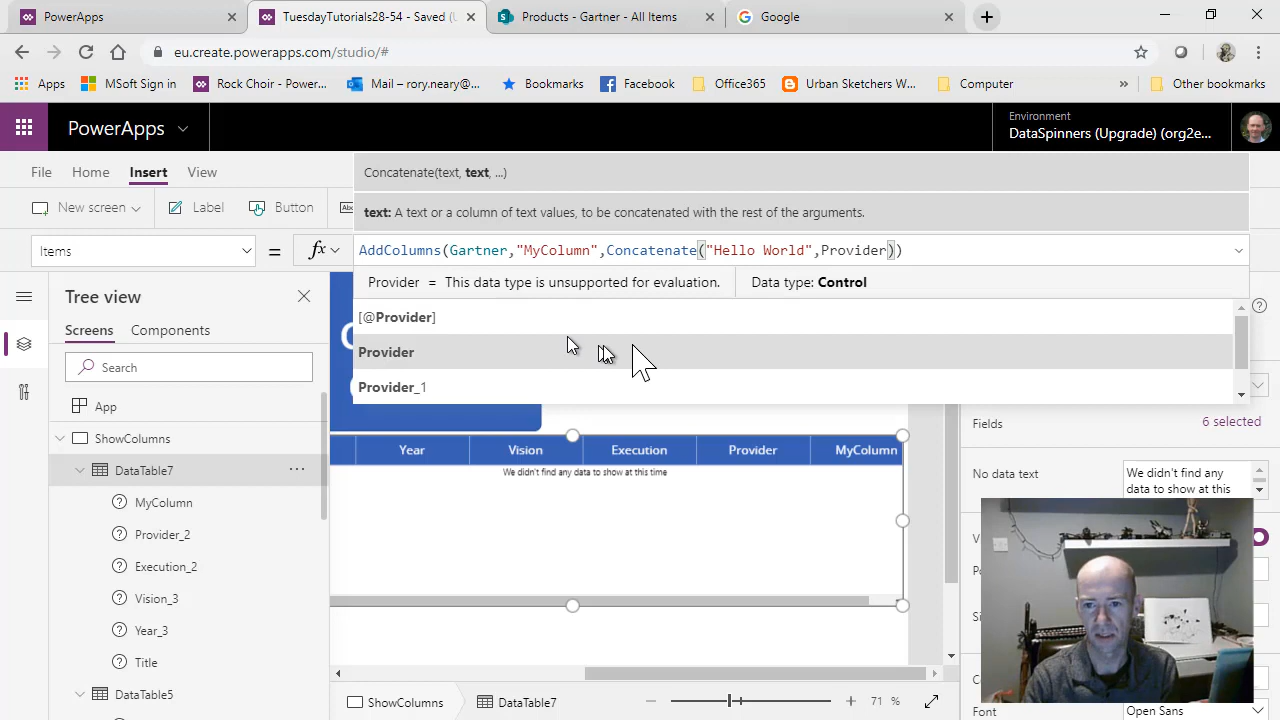 PowerApps
TuesdayTutorials28-54 - Saved (U
Products - Gartner - All Items
Google
eu.create.powerapps.com/studio/#
Apps
MSoft Sign in
Rock Choir - Power...
Mail – rory.neary@...
Bookmarks
Facebook
Office365
Urban Sketchers W...
Computer
»
Other bookmarks
PowerApps
Environment
DataSpinners (Upgrade) (org2e...
File
Home
Insert
View
New screen
Label
Button
Abc
Concatenate(text, text, ...)
text: A text or a column of text values, to be concatenated with the rest of the arguments.
Items
=
fx
AddColumns(Gartner,"MyColumn",Concatenate("Hello World",Provider))
Provider = This data type is unsupported for evaluation.
Data type: Control
[@Provider]
Provider
Provider_1
Tree view
Screens
Components
Search
App
ShowColumns
DataTable7
...
MyColumn
Provider_2
Execution_2
Vision_3
Year_3
Title
DataTable5
Year
Vision
Execution
Provider
MyColumn
We didn't find any data to show at this time
Fields
6 selected
No data text
We didn't find any
data to show at this
Font
Open Sans
ShowColumns
DataTable7
71 %